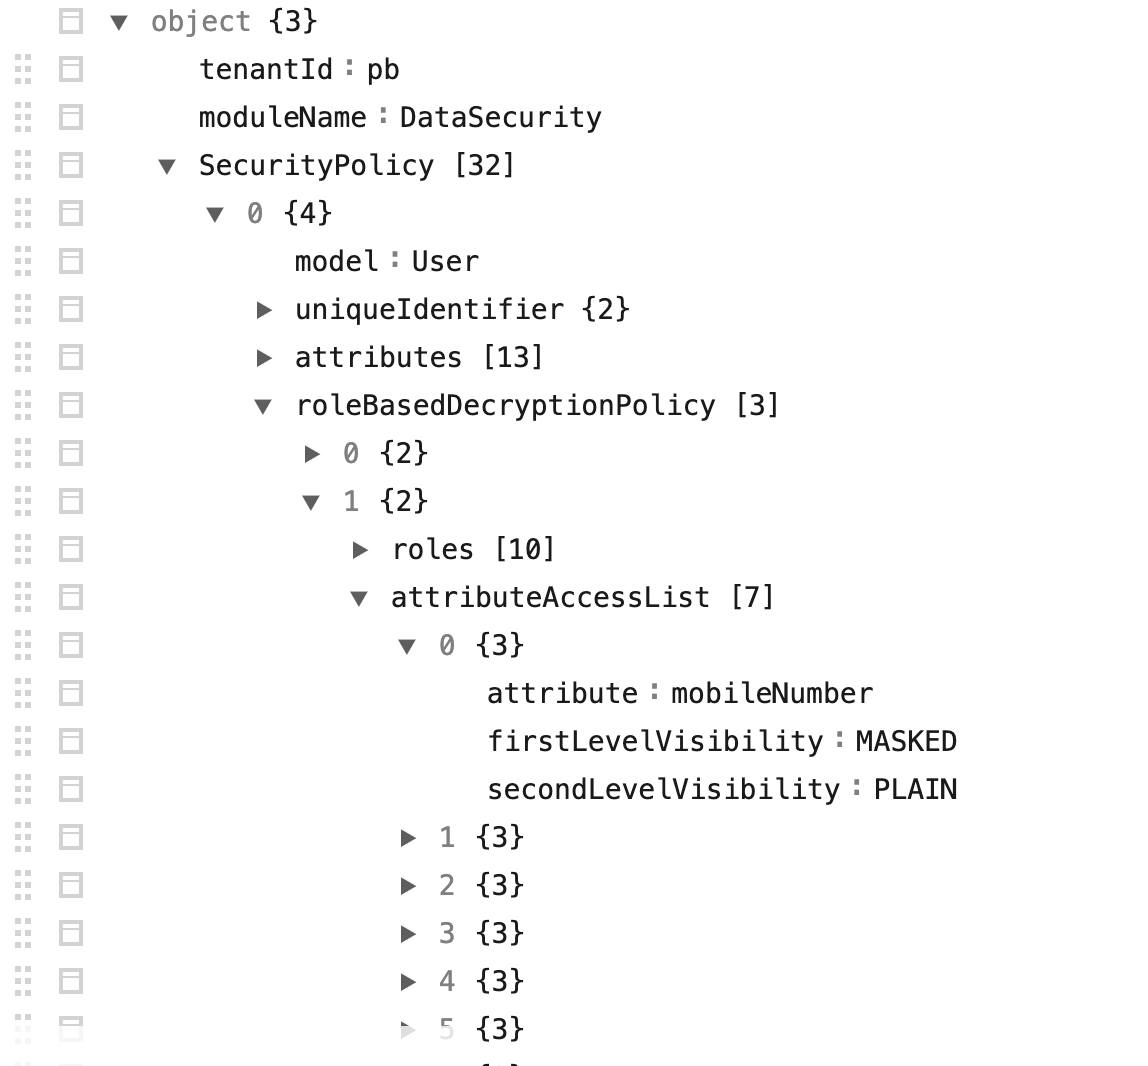 object {3}
tenantId : pb
moduleName : DataSecurity
SecurityPolicy [32]
0 {4}
model : User
uniqueIdentifier {2}
attributes [13]
roleBasedDecryptionPolicy [3]
0 {2}
1 {2}
roles [10]
attributeAccessList [7]
0 {3}
attribute : mobileNumber
firstLevelVisibility : MASKED
secondLevelVisibility : PLAIN
1 {3}
2 {3}
3 {3}
4 {3}
5 {3}